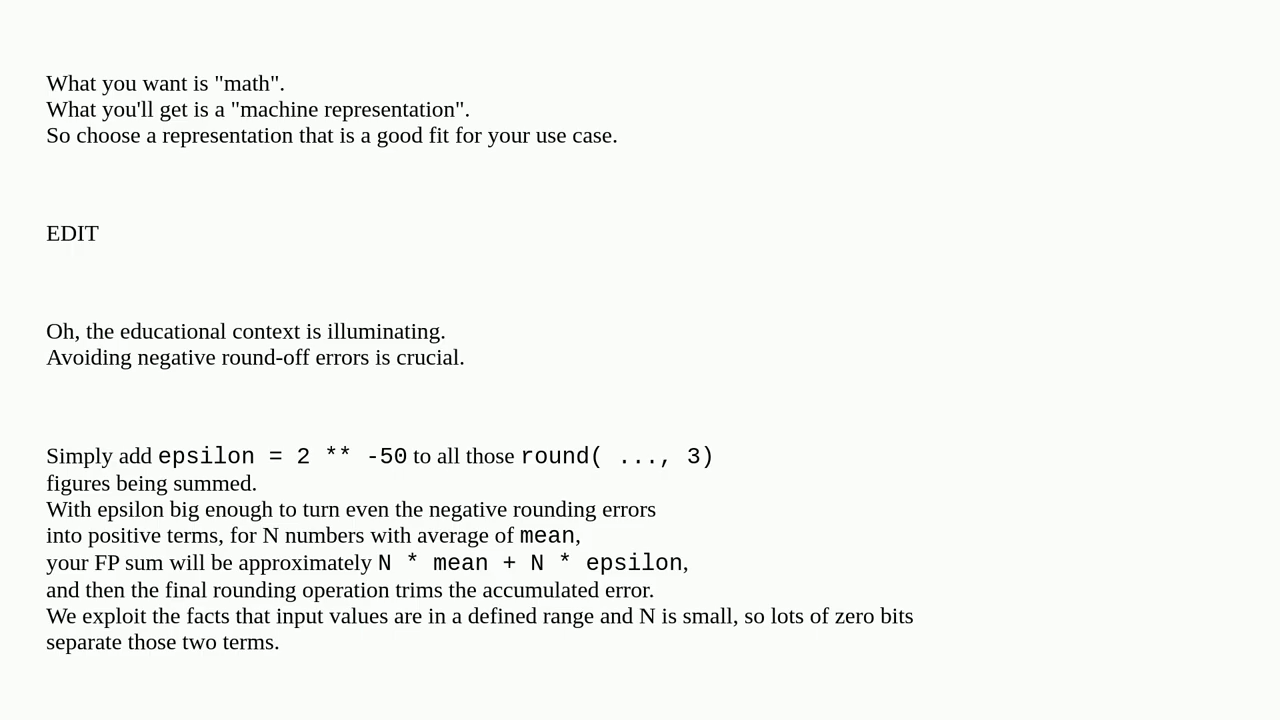 What you want is "math".
What you'll get is a "machine representation".
So choose a representation that is a good fit for your use case.
EDIT
Oh, the educational context is illuminating.
Avoiding negative round-off errors is crucial.
Simply add epsilon = 2 ** -50 to all those round( ..., 3)
figures being summed.
With epsilon big enough to turn even the negative rounding errors
into positive terms, for N numbers with average of mean,
your FP sum will be approximately N * mean + N * epsilon,
and then the final rounding operation trims the accumulated error.
We exploit the facts that input values are in a defined range and N is small, so lots of zero bits
separate those two terms.